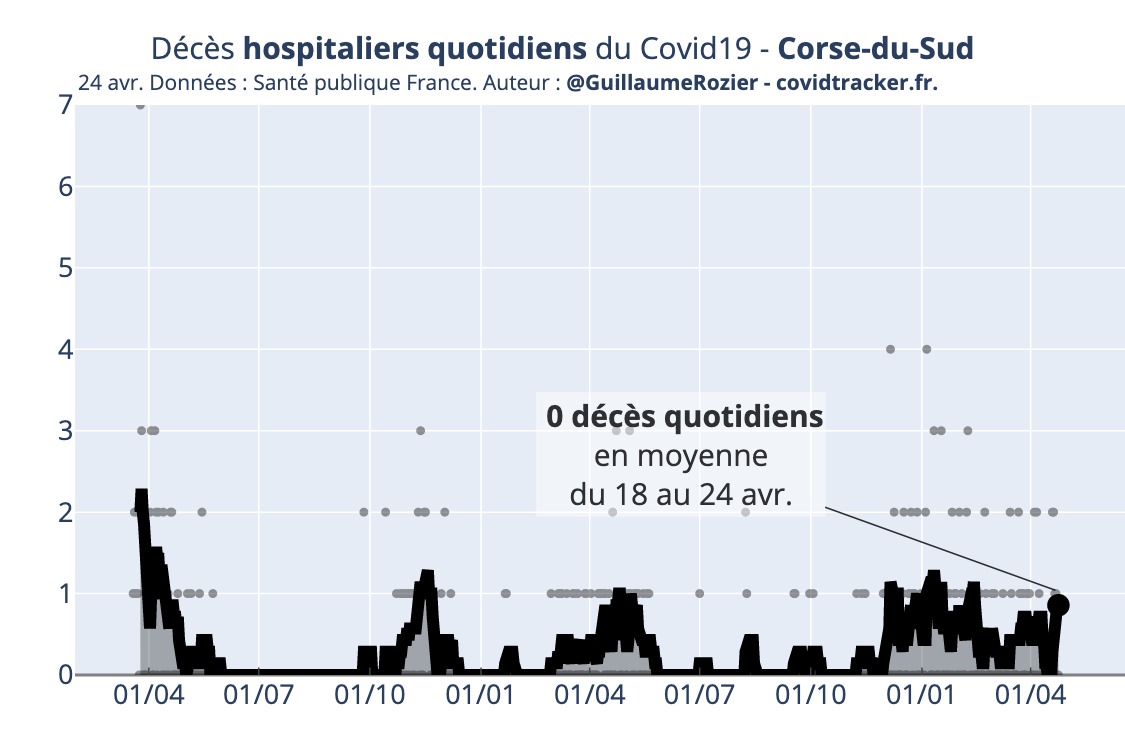 Décès hospitaliers quotidiens du Covid19 - Corse-du-Sud
24 avr. Données : Santé publique France. Auteur : @GuillaumeRozier - covidtracker.fr.
7
6
5
4
3
2
1
0
0 décès quotidiens
en moyenne
du 18 au 24 avr.
01/04 01/07 01/10 01/01 01/04 01/07 01/10 01/01 01/04